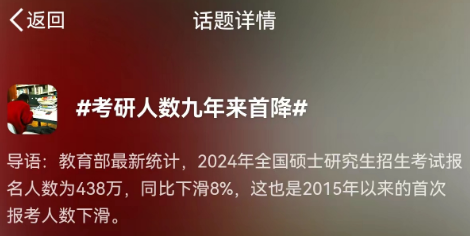 返回
话题详情
#考研人数九年来首降#
导语：教育部最新统计，2024年全国硕士研究生招生考试报
名人数为438万，同比下滑8%，这也是2015年以来的首次
报考人数下滑。